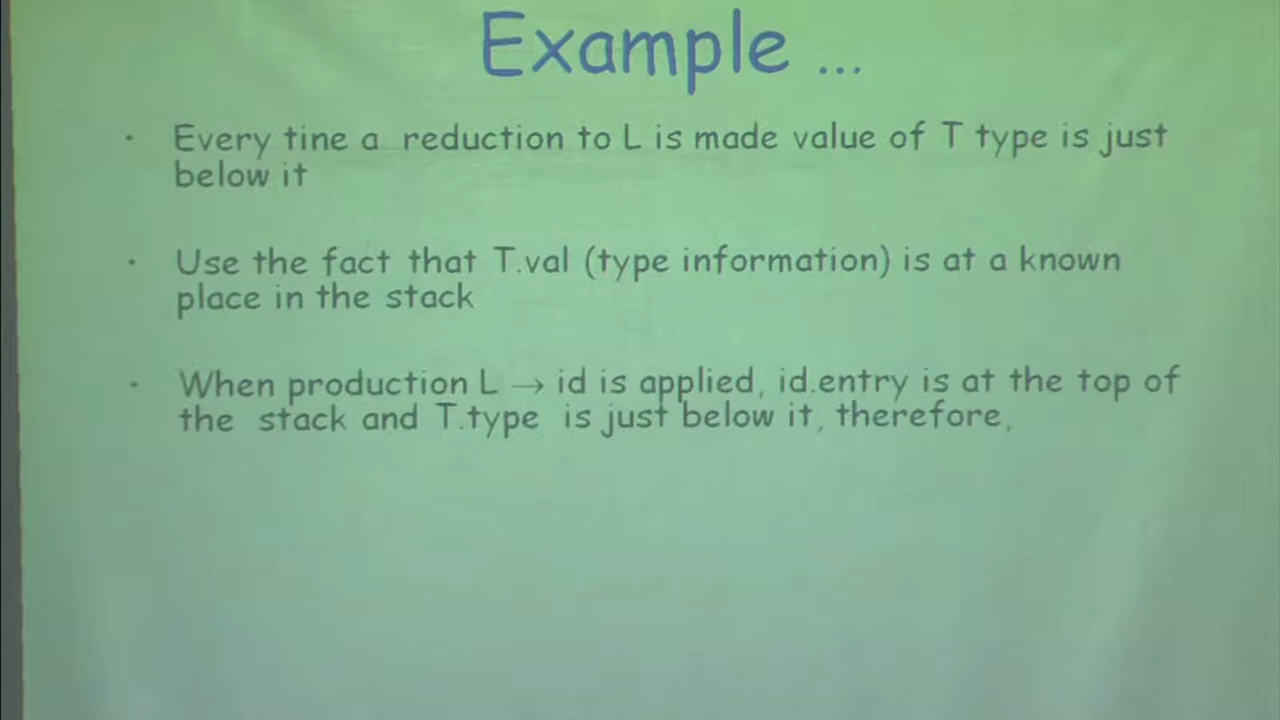 Example ...
• Every tine a reduction to L is made value of T type is just
below it
• Use the fact that T.val (type information) is at a known
place in the stack
• When production L → id is applied, id.entry is at the top of
the stack and T.type is just below it, therefore,